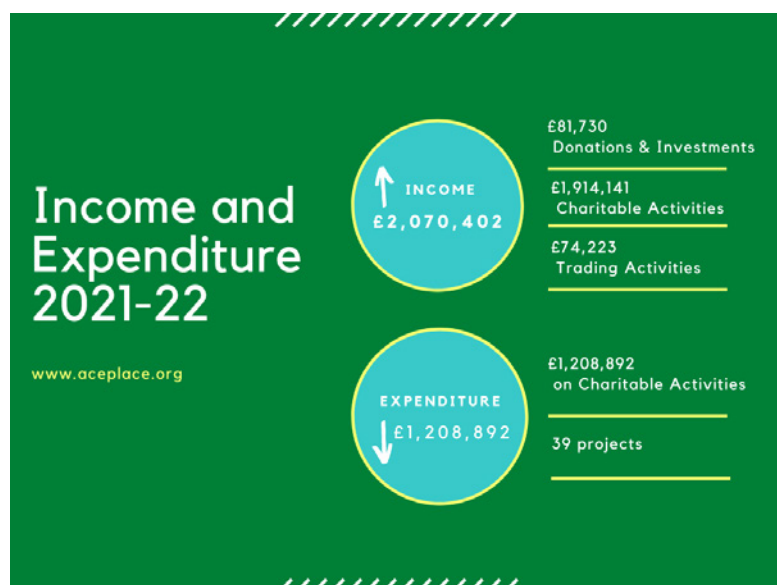 Income and
Expenditure
2021-22
www.aceplace.org
INCOME
£2,070,402
£81,730
Donations & Investments
£1,914,141
Charitable Activities
£74,223
Trading Activities
EXPENDITURE
£1,208,892
£1,208,892
on Charitable Activities
39 projects